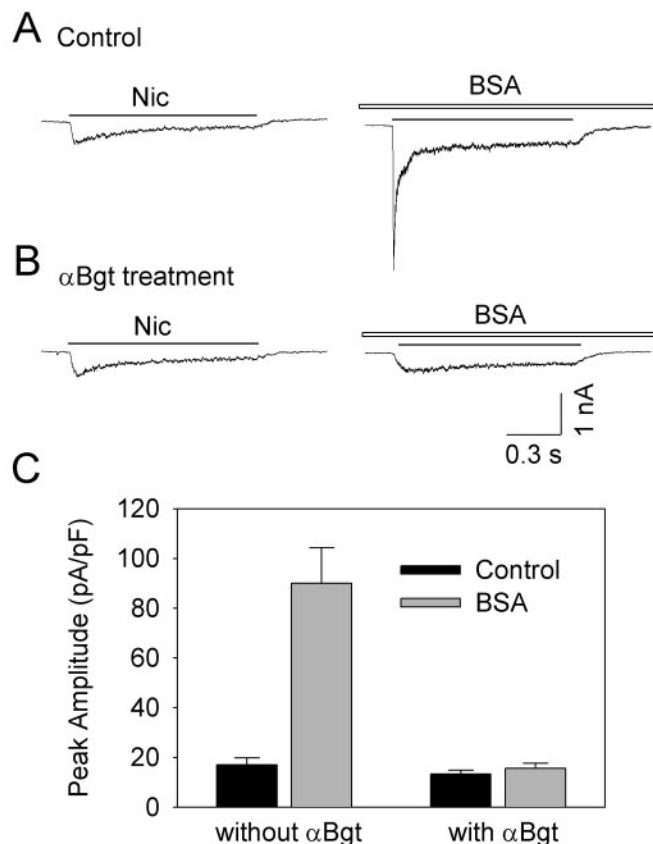 A Control
Nic
BSA
B αBgt treatment
Nic
BSA
1 nA
0.3 s
C
Peak Amplitude (pA/pF)
120
100
80
60
40
20
0
Control
BSA
without αBgt
with αBgt